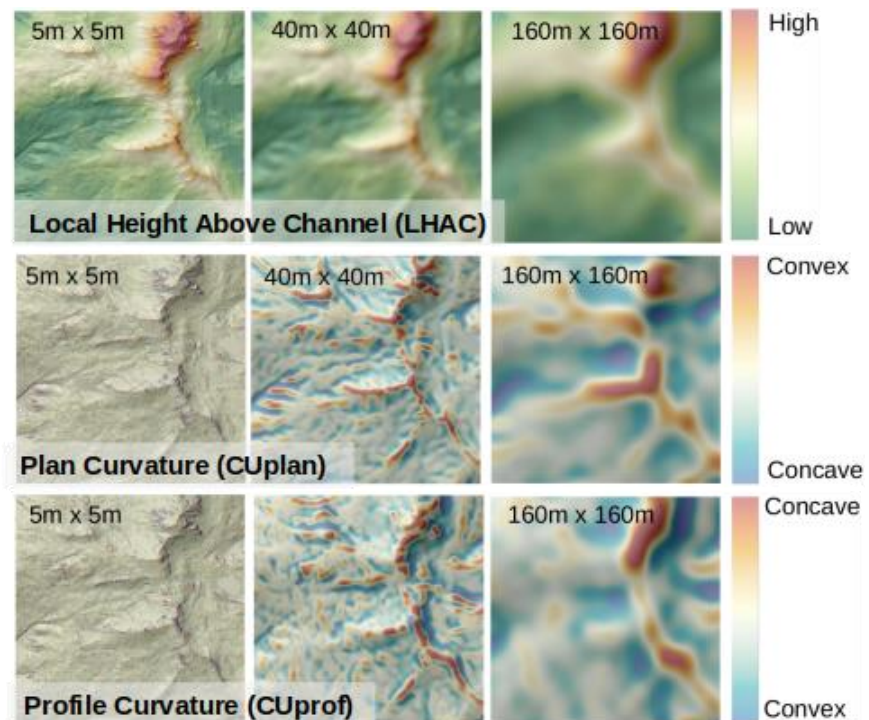 5m x 5m
40m x 40m
160m x 160m
High
Local Height Above Channel (LHAC)
Low
5m x 5m
40m x 40m
160m x 160m
Convex
Plan Curvature (CUplan)
Concave
5m x 5m
160m x 160m
Concave
Profile Curvature (CUprof)
Convex